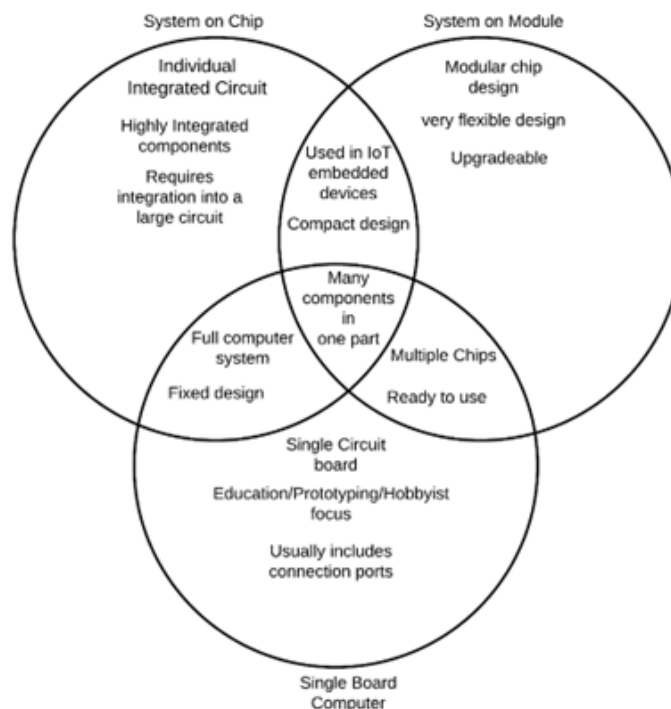 System on Chip
System on Module
Individual
Integrated Circuit
Highly Integrated
components
Requires
integration into a
large circuit
Modular chip
design
very flexible design
Upgradeable
Used in IoT
embedded
devices
Compact design
Many
components
in
one part
Full computer
system
Fixed design
Multiple Chips
Ready to use
Single Circuit
board
Education/Prototyping/Hobbyist
focus
Usually includes
connection ports
Single Board
Computer